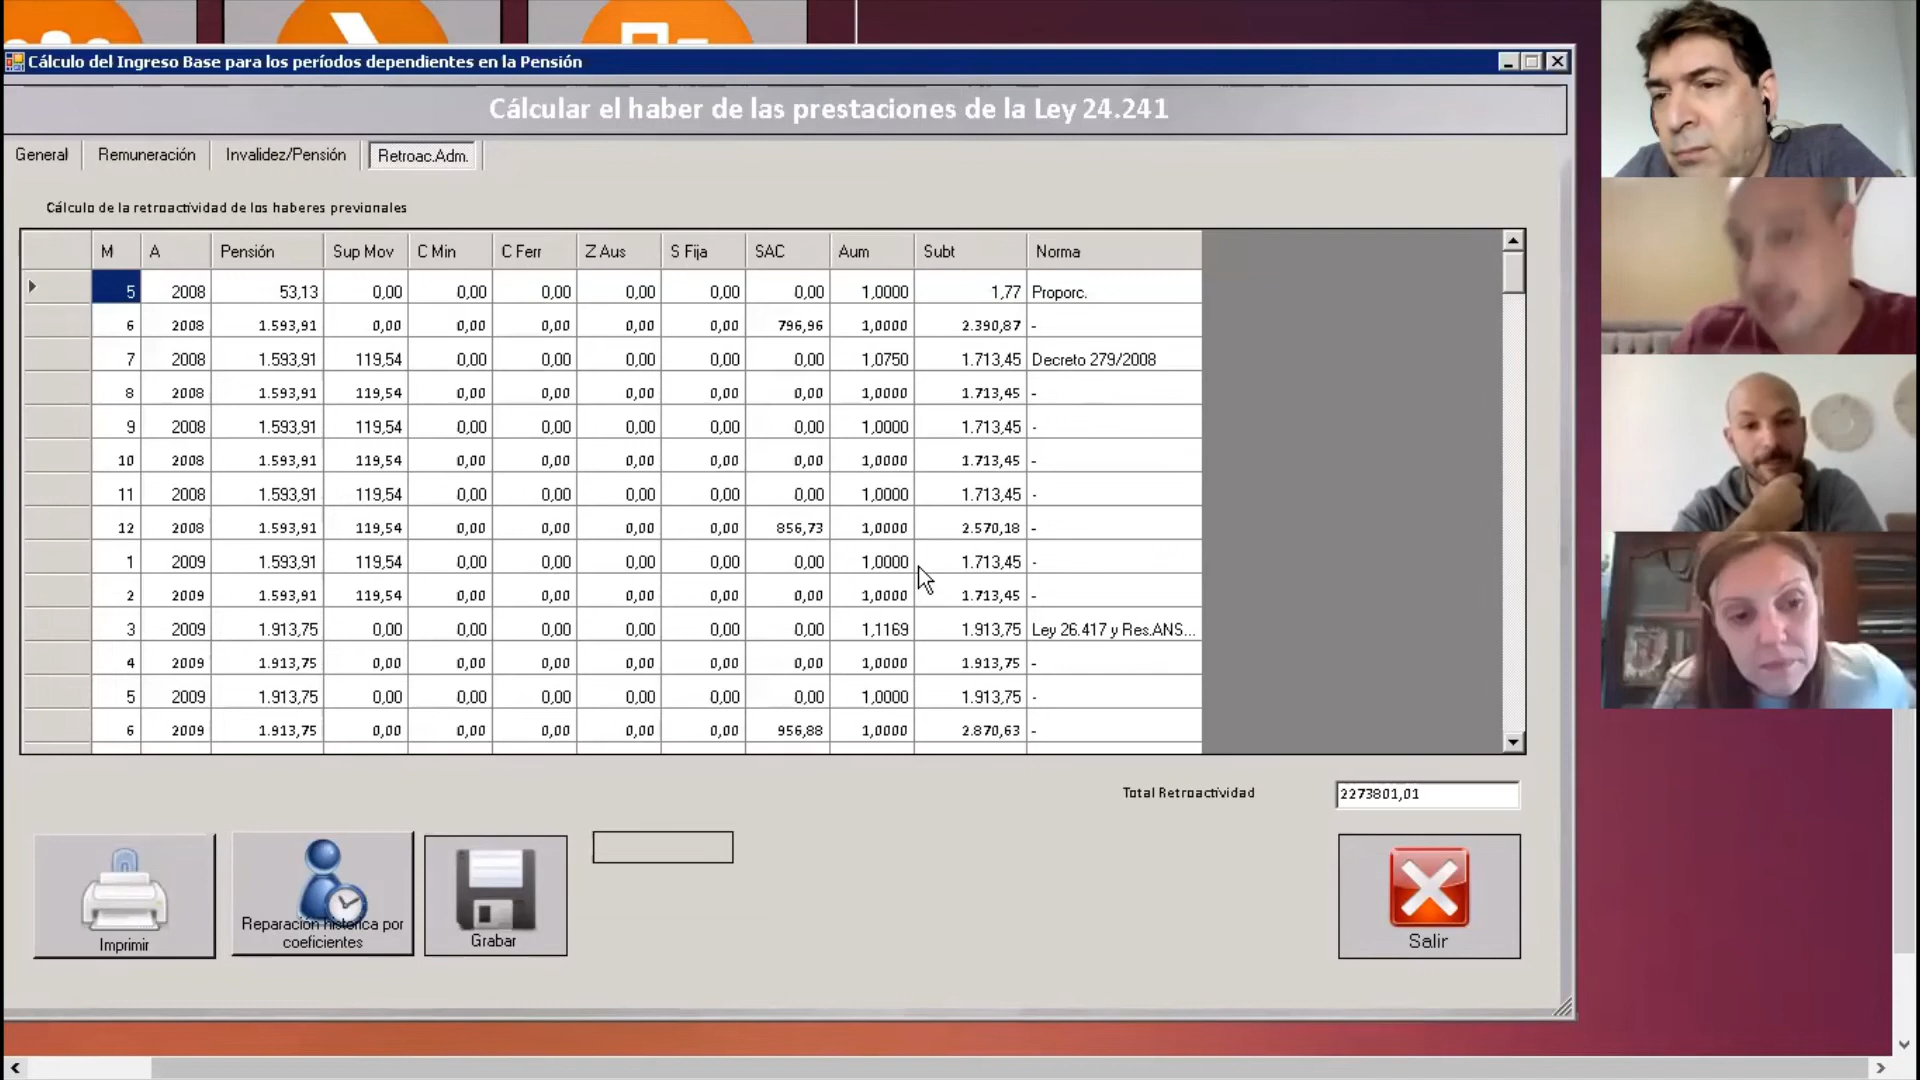 Cálculo del Ingreso Base para los períodos dependientes en la Pensión
Cálcular el haber de las prestaciones de la Ley 24.241
General Remuneración Invalidez/Pensión Retroac.Adm.
Cálculo de la retroactividad de los haberes previonales
M A Pensión Sup Mov C Min C Ferr Z Aus S Fija SAC Aum Subt Norma
5 2008 53,13 0,00 0,00 0,00 0,00 0,00 0,00 1,0000 1,77 Proporc.
6 2008 1.593,91 0,00 0,00 0,00 0,00 0,00 796,96 1,0000 2.390,87 -
7 2008 1.593,91 119,54 0,00 0,00 0,00 0,00 0,00 1,0750 1.713,45 Decreto 279/2008
8 2008 1.593,91 119,54 0,00 0,00 0,00 0,00 0,00 1,0000 1.713,45 -
9 2008 1.593,91 119,54 0,00 0,00 0,00 0,00 0,00 1,0000 1.713,45 -
10 2008 1.593,91 119,54 0,00 0,00 0,00 0,00 0,00 1,0000 1.713,45 -
11 2008 1.593,91 119,54 0,00 0,00 0,00 0,00 0,00 1,0000 1.713,45 -
12 2008 1.593,91 119,54 0,00 0,00 0,00 0,00 856,73 1,0000 2.570,18 -
1 2009 1.593,91 119,54 0,00 0,00 0,00 0,00 0,00 1,0000 1.713,45 -
2 2009 1.593,91 119,54 0,00 0,00 0,00 0,00 0,00 1,0000 1.713,45 -
3 2009 1.913,75 0,00 0,00 0,00 0,00 0,00 0,00 1,1169 1.913,75 Ley 26.417 y Res.ANS...
4 2009 1.913,75 0,00 0,00 0,00 0,00 0,00 0,00 1,0000 1.913,75 -
5 2009 1.913,75 0,00 0,00 0,00 0,00 0,00 0,00 1,0000 1.913,75 -
6 2009 1.913,75 0,00 0,00 0,00 0,00 0,00 956,88 1,0000 2.870,63 -
Total Retroactividad 2273801,01
Imprimir
Reparación historica por
coeficientes
Grabar
Salir